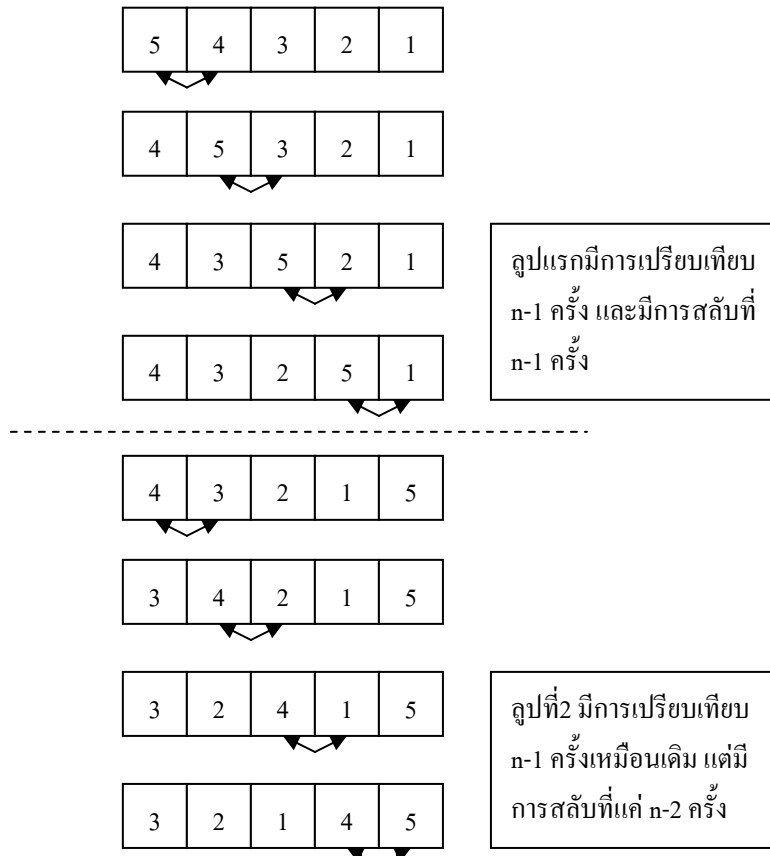 5 4 3 2 1
4 5 3 2 1
4 3 5 2 1
ลูปแรกมีการเปรียบเทียบ
n-1 ครั้ง และมีการสลับที่
n-1 ครั้ง
4 3 2 5 1
4 3 2 1 5
3 4 2 1 5
3 2 4 1 5
ลูปที่2 มีการเปรียบเทียบ
n-1 ครั้งเหมือนเดิม แต่มี
การสลับที่แค่ n-2 ครั้ง
3 2 1 4 5